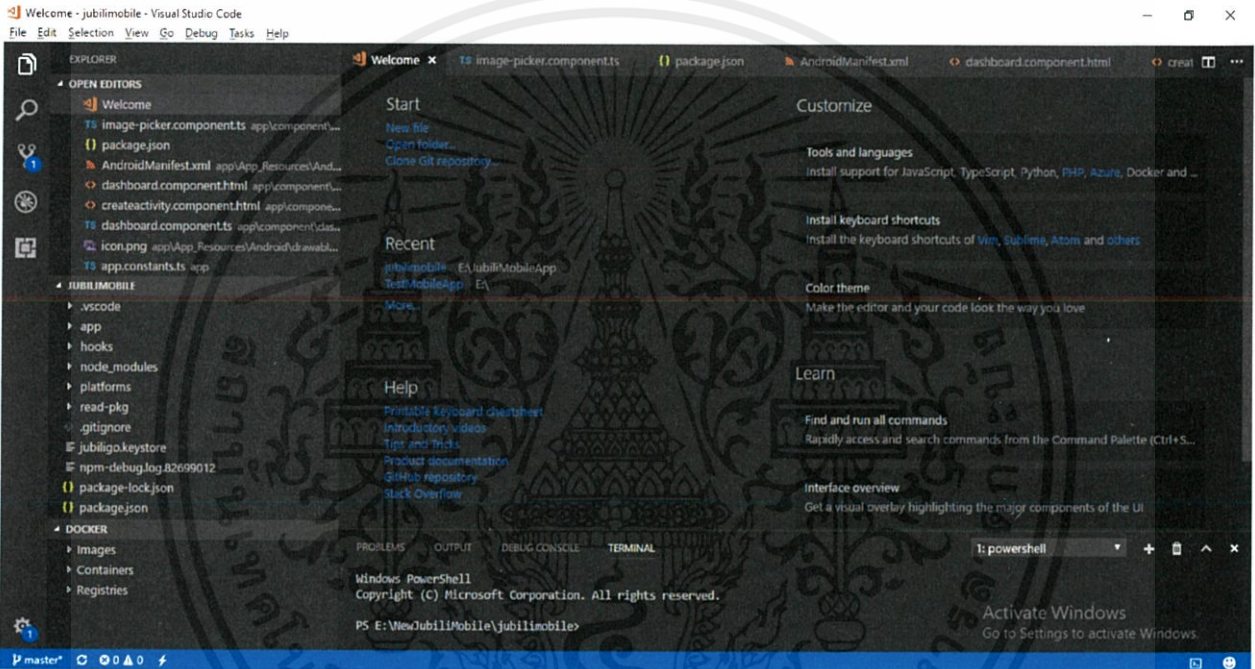 Welcome - jubilimobile - Visual Studio Code
File Edit Selection View Go Debug Tasks Help
EXPLORER
OPEN EDITORS
Welcome
TS image-picker.component.ts app\component\...
{} package.json
AndroidManifest.xml app\App_Resources\And...
<> dashboard.component.html app\component\...
<> createactivity.component.html app\compone...
TS dashboard.component.ts app\component\das...
icon.png app\App_Resources\Android\drawabl...
TS app.constants.ts app
JUBILIMOBILE
.vscode
app
hooks
node_modules
platforms
read-pkg
.gitignore
jubiligo.keystore
npm-debug.log.82699012
{} package-lock.json
{} package.json
DOCKER
Images
Containers
Registries
Welcome × TS image-picker.component.ts {} package.json AndroidManifest.xml <> dashboard.component.html <> creat ...
Start
New file
Open folder...
Clone Git repository...
Recent
jubilimobile E:\JubiliMobileApp
TestMobileApp E:\
More...
Help
Printable keyboard cheatsheet
Introductory videos
Tips and Tricks
Product documentation
GitHub repository
Stack Overflow
Customize
Tools and languages
Install support for JavaScript, TypeScript, Python, PHP, Azure, Docker and ...
Install keyboard shortcuts
Install the keyboard shortcuts of Vim, Sublime, Atom and others
Color theme
Make the editor and your code look the way you love
Learn
Find and run all commands
Rapidly access and search commands from the Command Palette (Ctrl+S...
Interface overview
Get a visual overlay highlighting the major components of the UI
PROBLEMS OUTPUT DEBUG CONSOLE TERMINAL 1: powershell
Windows PowerShell
Copyright (C) Microsoft Corporation. All rights reserved.
PS E:\NewJubiliMobile\jubilimobile>
Activate Windows
Go to Settings to activate Windows.
1
1
master* 0 0